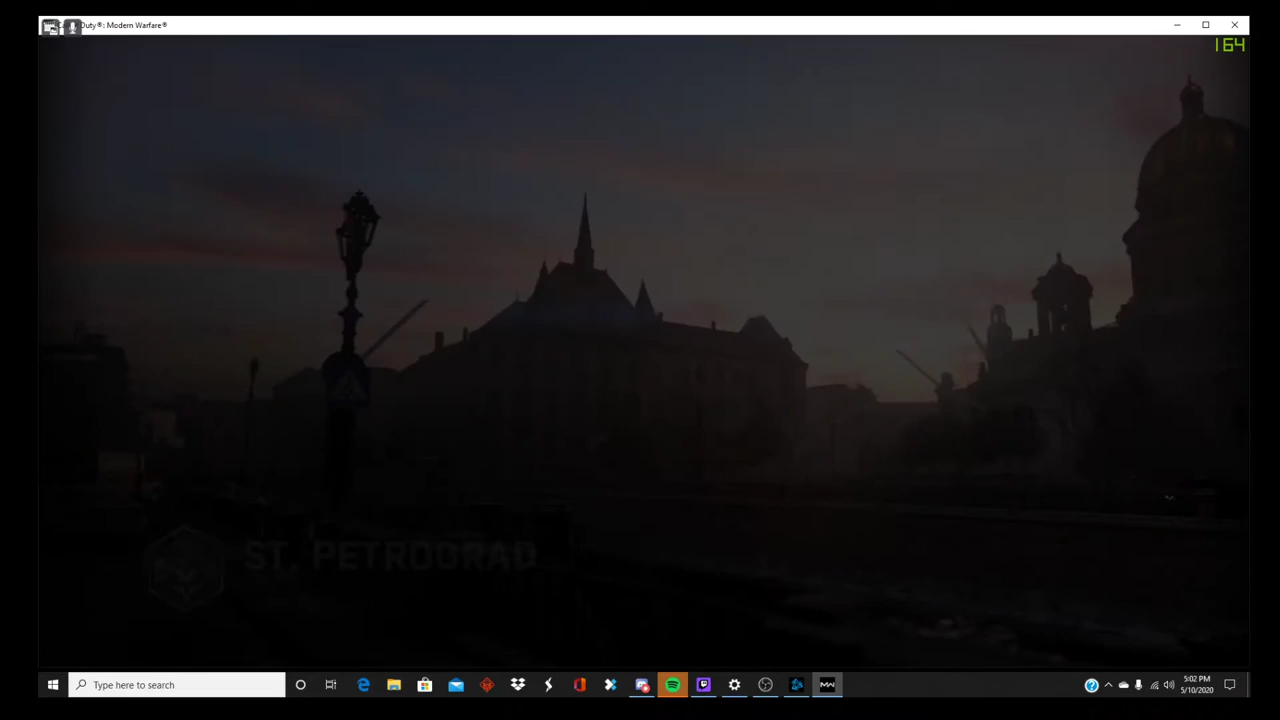 Duty®: Modern Warfare®
164
ST. PETROGRAD
Type here to search
5:02 PM
5/10/2020